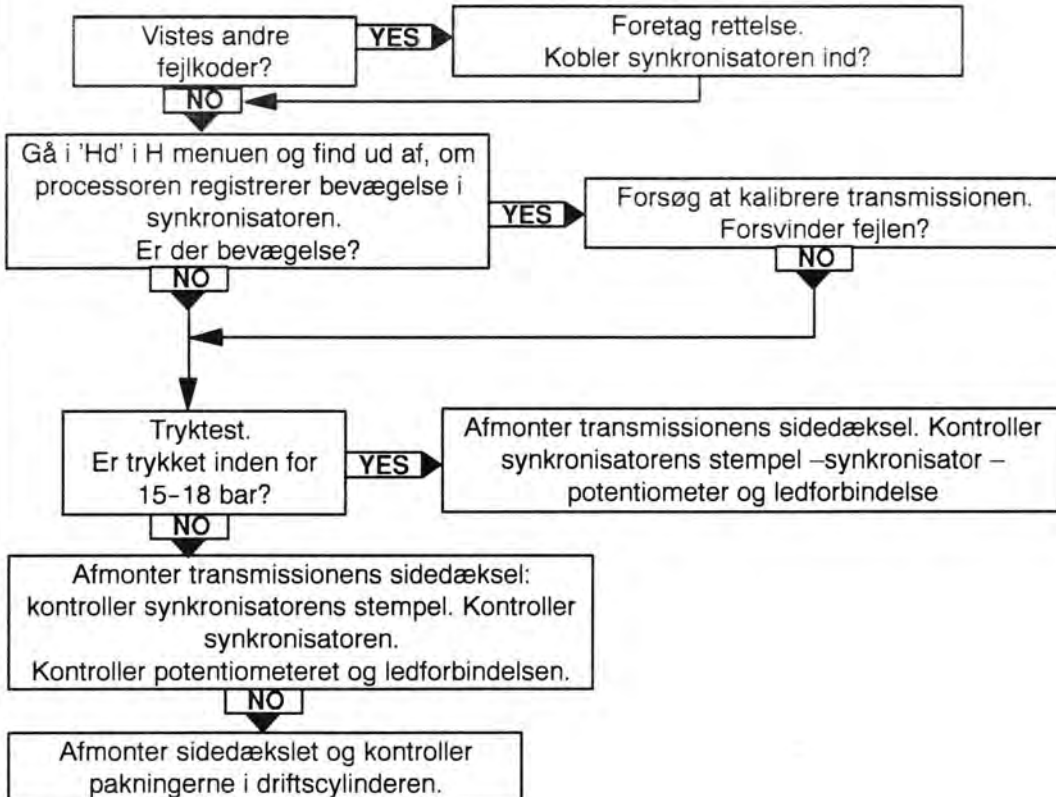 Vistes andre
fejlkoder?
YES
Foretag rettelse.
Kobler synkronisatoren ind?
NO
Gå i 'Hd' i H menuen og find ud af, om
processoren registrerer bevægelse i
synkronisatoren.
Er der bevægelse?
YES
Forsøg at kalibrere transmissionen.
Forsvinder fejlen?
NO
NO
Tryktest.
Er trykket inden for
15–18 bar?
YES
Afmonter transmissionens sidedæksel. Kontroller
synkronisatorens stempel –synkronisator –
potentiometer og ledforbindelse
NO
Afmonter transmissionens sidedæksel:
kontroller synkronisatorens stempel. Kontroller
synkronisatoren.
Kontroller potentiometeret og ledforbindelsen.
NO
Afmonter sidedækslet og kontroller
pakningerne i driftscylinderen.